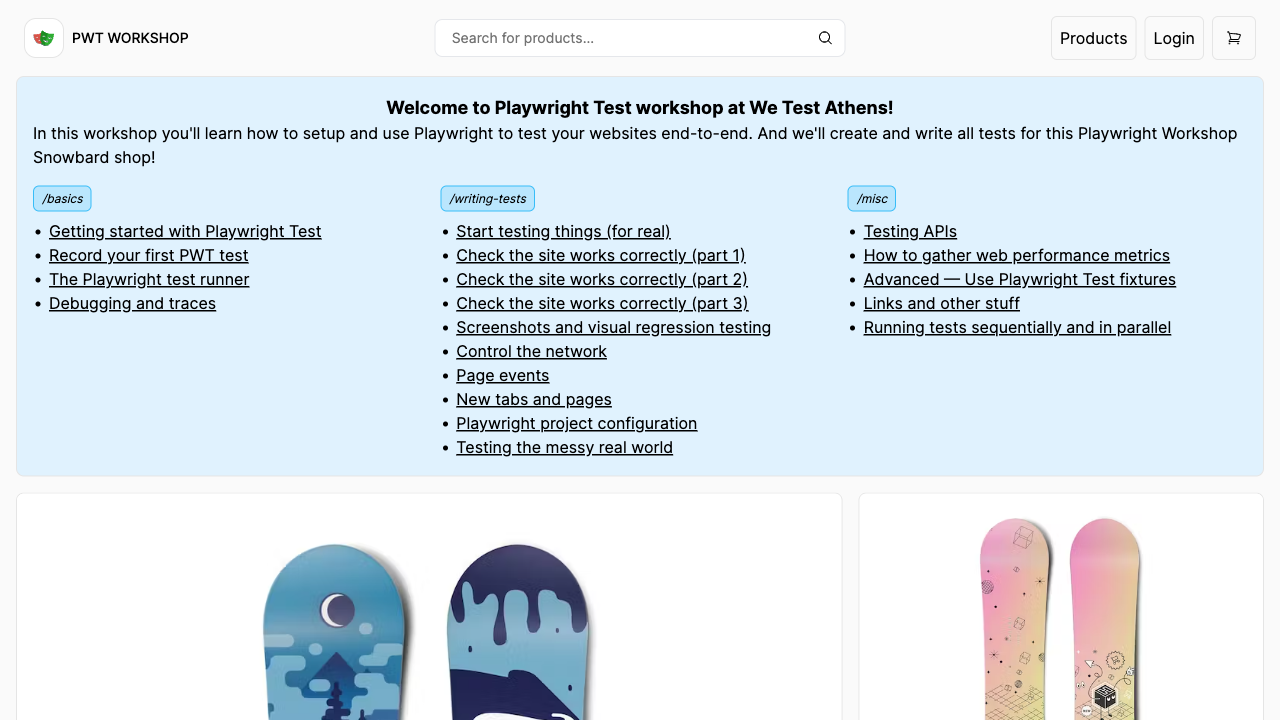 PWT WORKSHOP
Search for products...
Products
Login
Welcome to Playwright Test workshop at We Test Athens!
In this workshop you'll learn how to setup and use Playwright to test your websites end-to-end. And we'll create and write all tests for this Playwright Workshop
Snowbard shop!
/basics
• Getting started with Playwright Test
• Record your first PWT test
• The Playwright test runner
• Debugging and traces
/writing-tests
• Start testing things (for real)
• Check the site works correctly (part 1)
• Check the site works correctly (part 2)
• Check the site works correctly (part 3)
• Screenshots and visual regression testing
• Control the network
• Page events
• New tabs and pages
• Playwright project configuration
• Testing the messy real world
/misc
• Testing APIs
• How to gather web performance metrics
• Advanced — Use Playwright Test fixtures
• Links and other stuff
• Running tests sequentially and in parallel